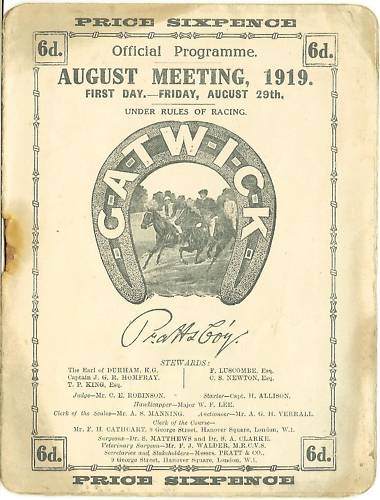 PRICE SIXPENCE
6d. Official Programme. 6d.
AUGUST MEETING, 1919.
FIRST DAY.—FRIDAY, AUGUST 29th,
UNDER RULES OF RACING.
G-A-T-W-I-C-K
Pratt & Coy.
STEWARDS:
The Earl of DURHAM, K.G.
Captain J. G. R. HOMFRAY.
T. P. KING, Esq.
F. LUSCOMBE, Esq.
C. S. NEWTON, Esq.
Judge—Mr. C. E. ROBINSON. Starter—Capt. H. ALLISON.
Handicapper—Major W. F. LEE.
Clerk of the Scales—Mr. A. S. MANNING. Auctioneer—Mr. A. G. H. VERRALL.
Clerk of the Course—
Mr. F. H. CATHCART, 9 George Street, Hanover Square, London, W.1.
Surgeons—Dr. S. MATTHEWS and Dr. S. A. CLARKE.
Veterinary Surgeon—Mr. F. J. WALDER, M.R.C.V.S.
Secretaries and Stakeholders—Messrs. PRATT & CO.,
9 George Street, Hanover Square, London, W.1.
6d. 6d.
PRICE SIXPENCE